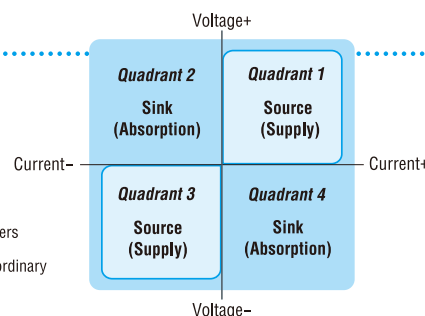 Voltage+
Quadrant 2
Quadrant 1
Sink
(Absorption)
Source
(Supply)
Current–
Current+
Quadrant 3
Quadrant 4
Source
(Supply)
Sink
(Absorption)
Voltage–